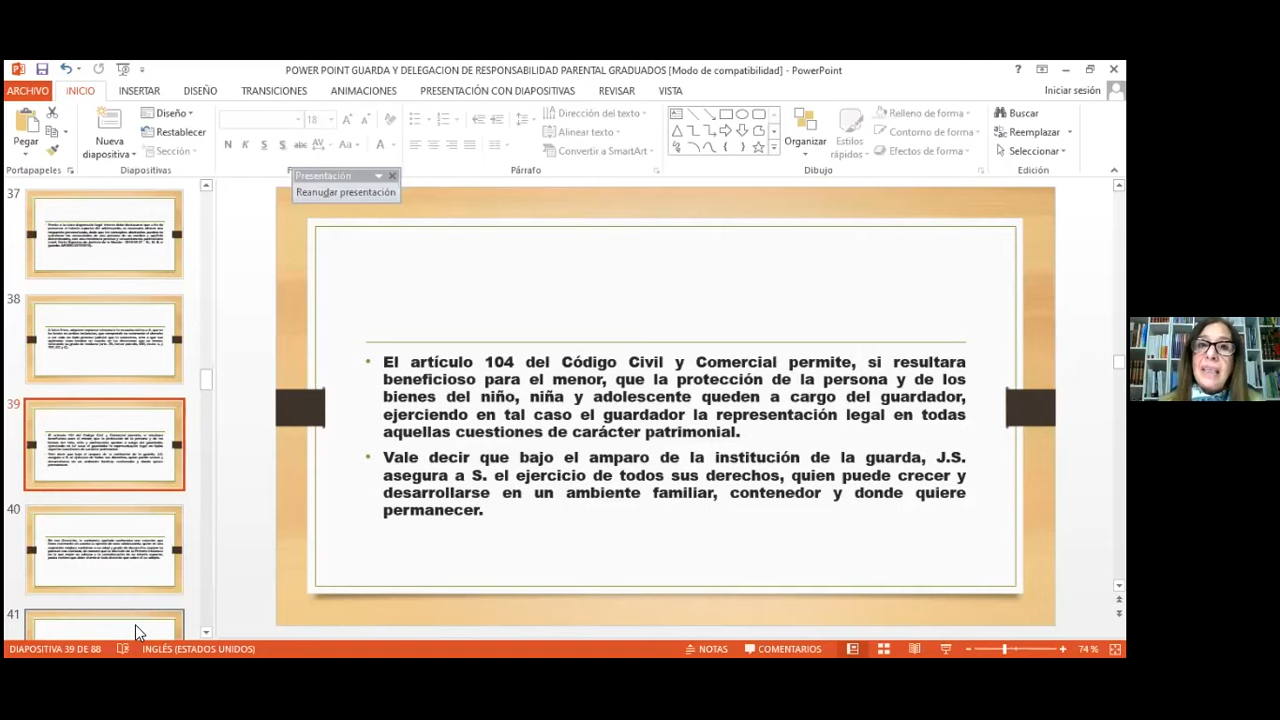 POWER POINT GUARDA Y DELEGACION DE RESPONSABILIDAD PARENTAL GRADUADOS [Modo de compatibilidad] - PowerPoint
ARCHIVO INICIO INSERTAR DISEÑO TRANSICIONES ANIMACIONES PRESENTACIÓN CON DIAPOSITIVAS REVISAR VISTA Iniciar sesión
Pegar
Nueva
diapositiva
Diseño
Restablecer
Sección
18
N K S S abc AV Aa A
Dirección del texto
Alinear texto
Convertir a SmartArt
Organizar
Estilos
rápidos
Relleno de forma
Contorno de forma
Efectos de forma
Buscar
Reemplazar
Seleccionar
Portapapeles Diapositivas Párrafo Dibujo Edición
Presentación
Reanudar presentación
37
38
39
40
41
• El artículo 104 del Código Civil y Comercial permite, si resultara
beneficioso para el menor, que la protección de la persona y de los
bienes del niño, niña y adolescente queden a cargo del guardador,
ejerciendo en tal caso el guardador la representación legal en todas
aquellas cuestiones de carácter patrimonial.
• Vale decir que bajo el amparo de la institución de la guarda, J.S.
asegura a S. el ejercicio de todos sus derechos, quien puede crecer y
desarrollarse en un ambiente familiar, contenedor y donde quiere
permanecer.
DIAPOSITIVA 39 DE 88 INGLÉS (ESTADOS UNIDOS) NOTAS COMENTARIOS 74 %